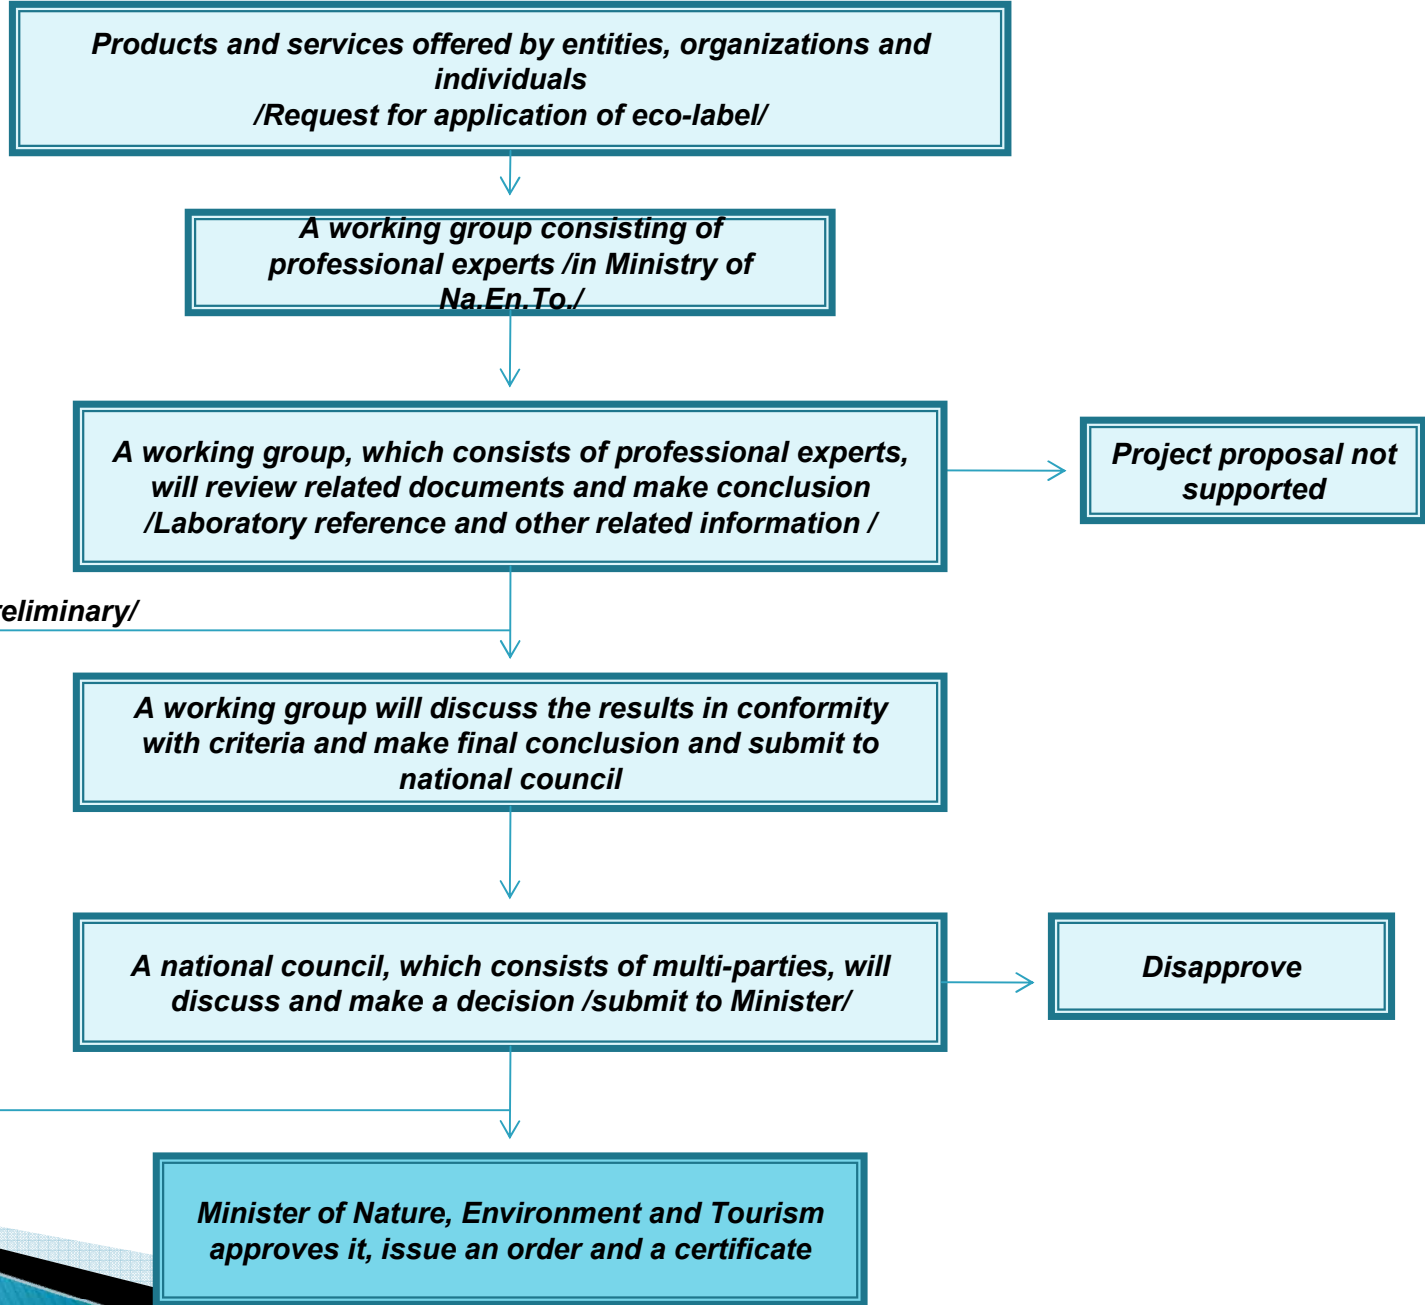 Products and services offered by entities, organizations and
individuals
/Request for application of eco-label/
A working group consisting of
professional experts /in Ministry of
Na.En.To./
A working group, which consists of professional experts,
will review related documents and make conclusion
/Laboratory reference and other related information /
Project proposal not
supported
reliminary/
A working group will discuss the results in conformity
with criteria and make final conclusion and submit to
national council
A national council, which consists of multi-parties, will
discuss and make a decision /submit to Minister/
Disapprove
Minister of Nature, Environment and Tourism
approves it, issue an order and a certificate